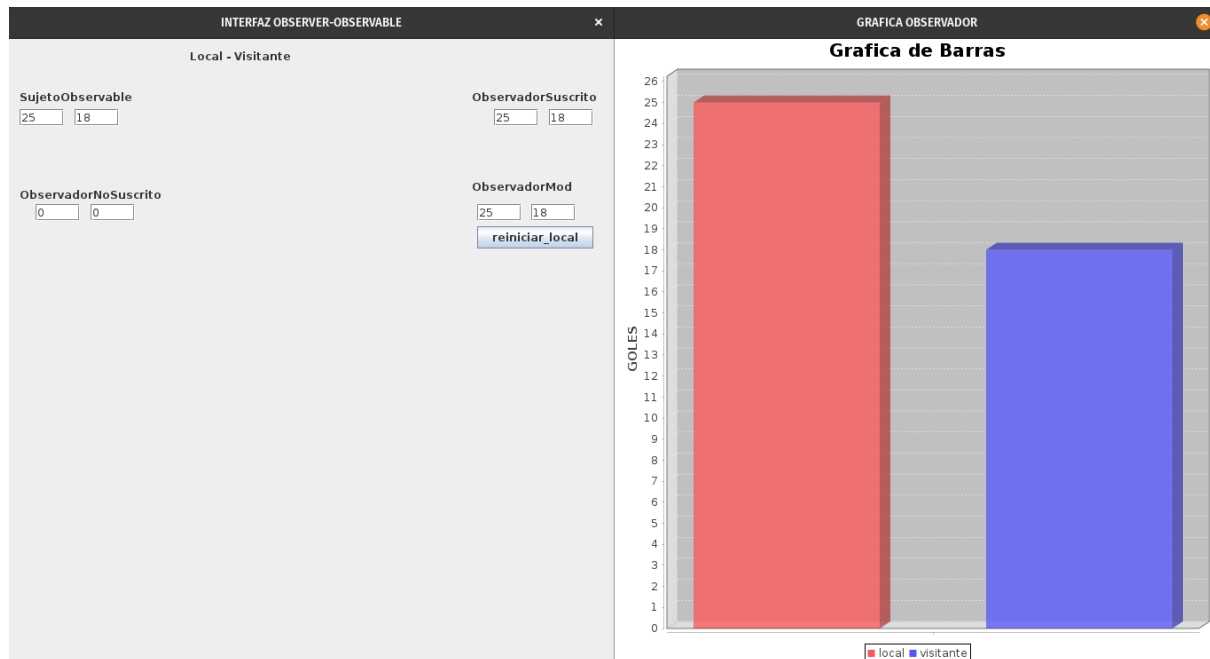 INTERFAZ OBSERVER-OBSERVABLE ×
Local - Visitante
SujetoObservable
25 18
ObservadorSuscrito
25 18
ObservadorNoSuscrito
0 0
ObservadorMod
25 18
reiniciar_local
GRAFICA OBSERVADOR ×
Grafica de Barras
26
25
24
23
22
21
20
19
18
17
16
15
14
13
12
11
10
9
8
7
6
5
4
3
2
1
0
GOLES
local visitante